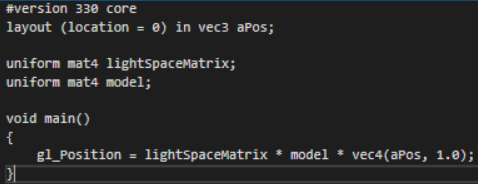 #version 330 core
layout (location = 0) in vec3 aPos;
uniform mat4 lightSpaceMatrix;
uniform mat4 model;
void main()
{
gl_Position = lightSpaceMatrix * model * vec4(aPos, 1.0);
}